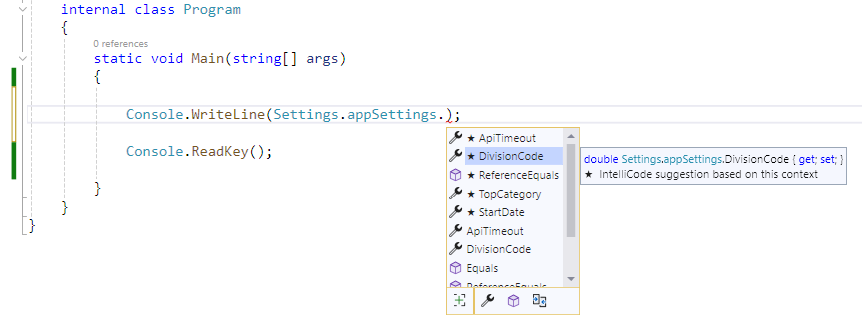 internal class Program
{
0 references
static void Main(string[] args)
{
Console.WriteLine(Settings.appSettings.);
★ ApiTimeout
★ DivisionCode
★ ReferenceEquals
★ TopCategory
★ StartDate
ApiTimeout
DivisionCode
Equals
ReferenceEquals
double Settings.appSettings.DivisionCode { get; set; }
★ IntelliCode suggestion based on this context
Console.ReadKey();
}
}
}